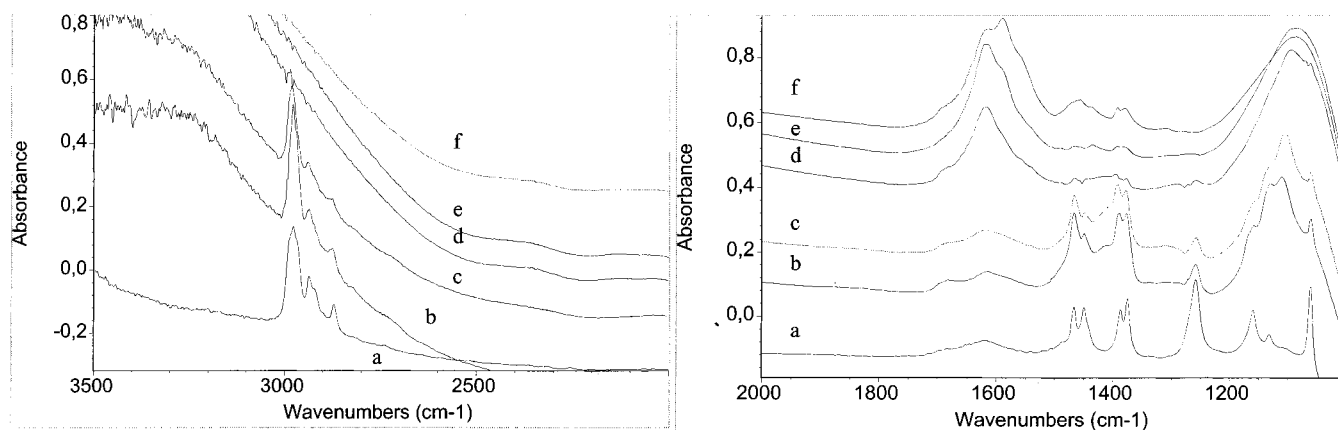 0,8
0,6
0,4
0,2
0,0
-0,2
Absorbance
f
e
d
c
b
a
3500 3000 2500
Wavenumbers (cm-1)
0,8
0,6
0,4
0,2
0,0
Absorbance
f
e
d
c
b
a
2000 1800 1600 1400 1200
Wavenumbers (cm-1)